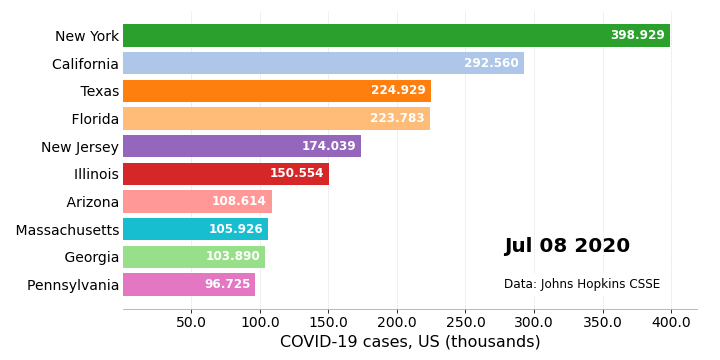 New York 398.929
California 292.560
Texas 224.929
Florida 223.783
New Jersey 174.039
Illinois 150.554
Arizona 108.614
Massachusetts 105.926
Georgia 103.890
Pennsylvania 96.725
Jul 08 2020
Data: Johns Hopkins CSSE
50.0 100.0 150.0 200.0 250.0 300.0 350.0 400.0
COVID-19 cases, US (thousands)